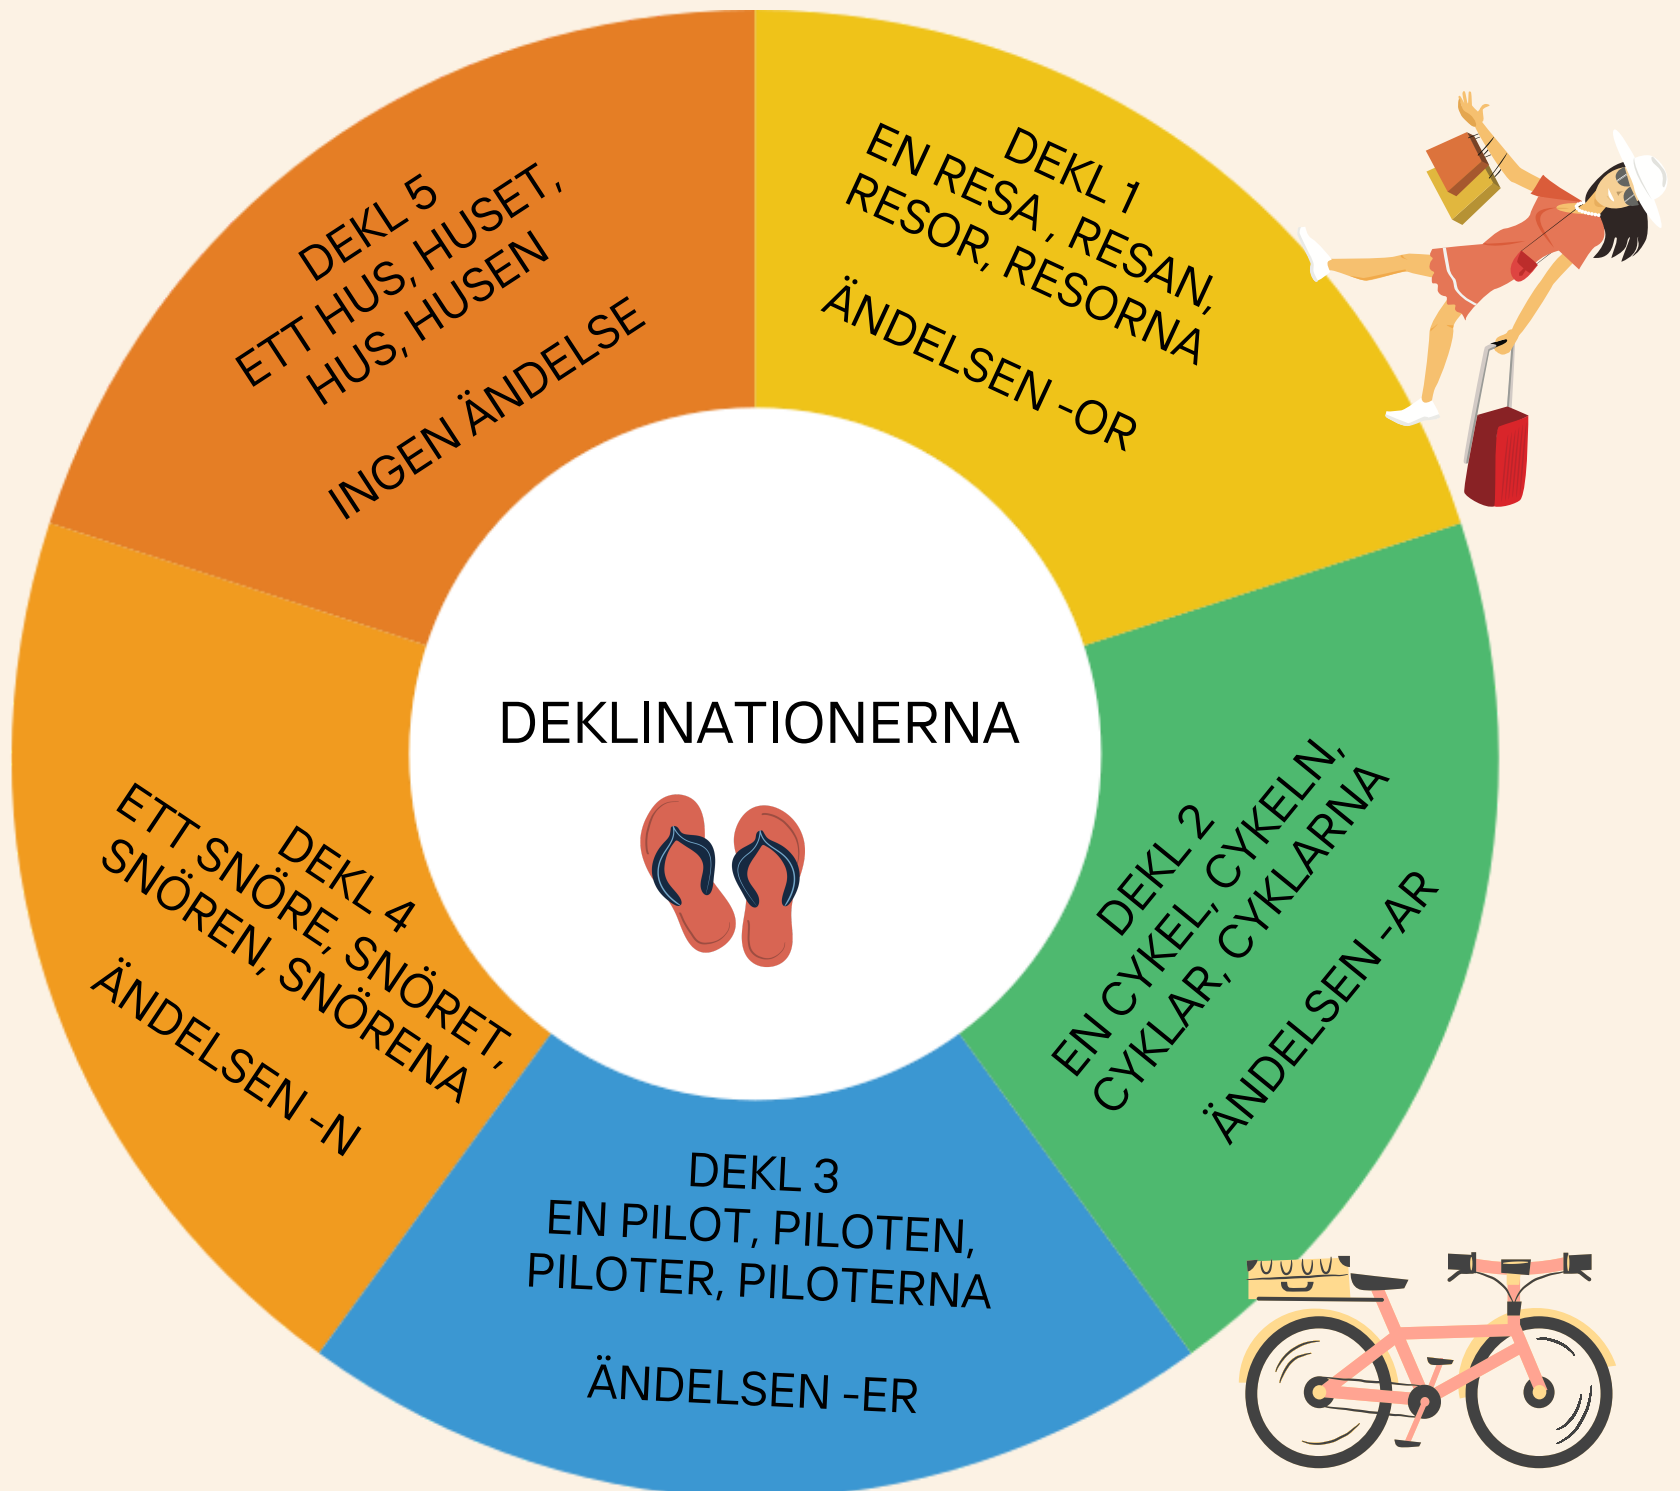 DEKLINATIONERNA
DEKL 1
EN RESA , RESAN,
RESOR, RESORNA
ÄNDELSEN -OR
DEKL 2
EN CYKEL, CYKELN,
CYKLAR, CYKLARNA
ÄNDELSEN -AR
DEKL 3
EN PILOT, PILOTEN,
PILOTER, PILOTERNA
ÄNDELSEN -ER
DEKL 4
ETT SNÖRE, SNÖRET,
SNÖREN, SNÖRENA
ÄNDELSEN -N
DEKL 5
ETT HUS, HUSET,
HUS, HUSEN
INGEN ÄNDELSE